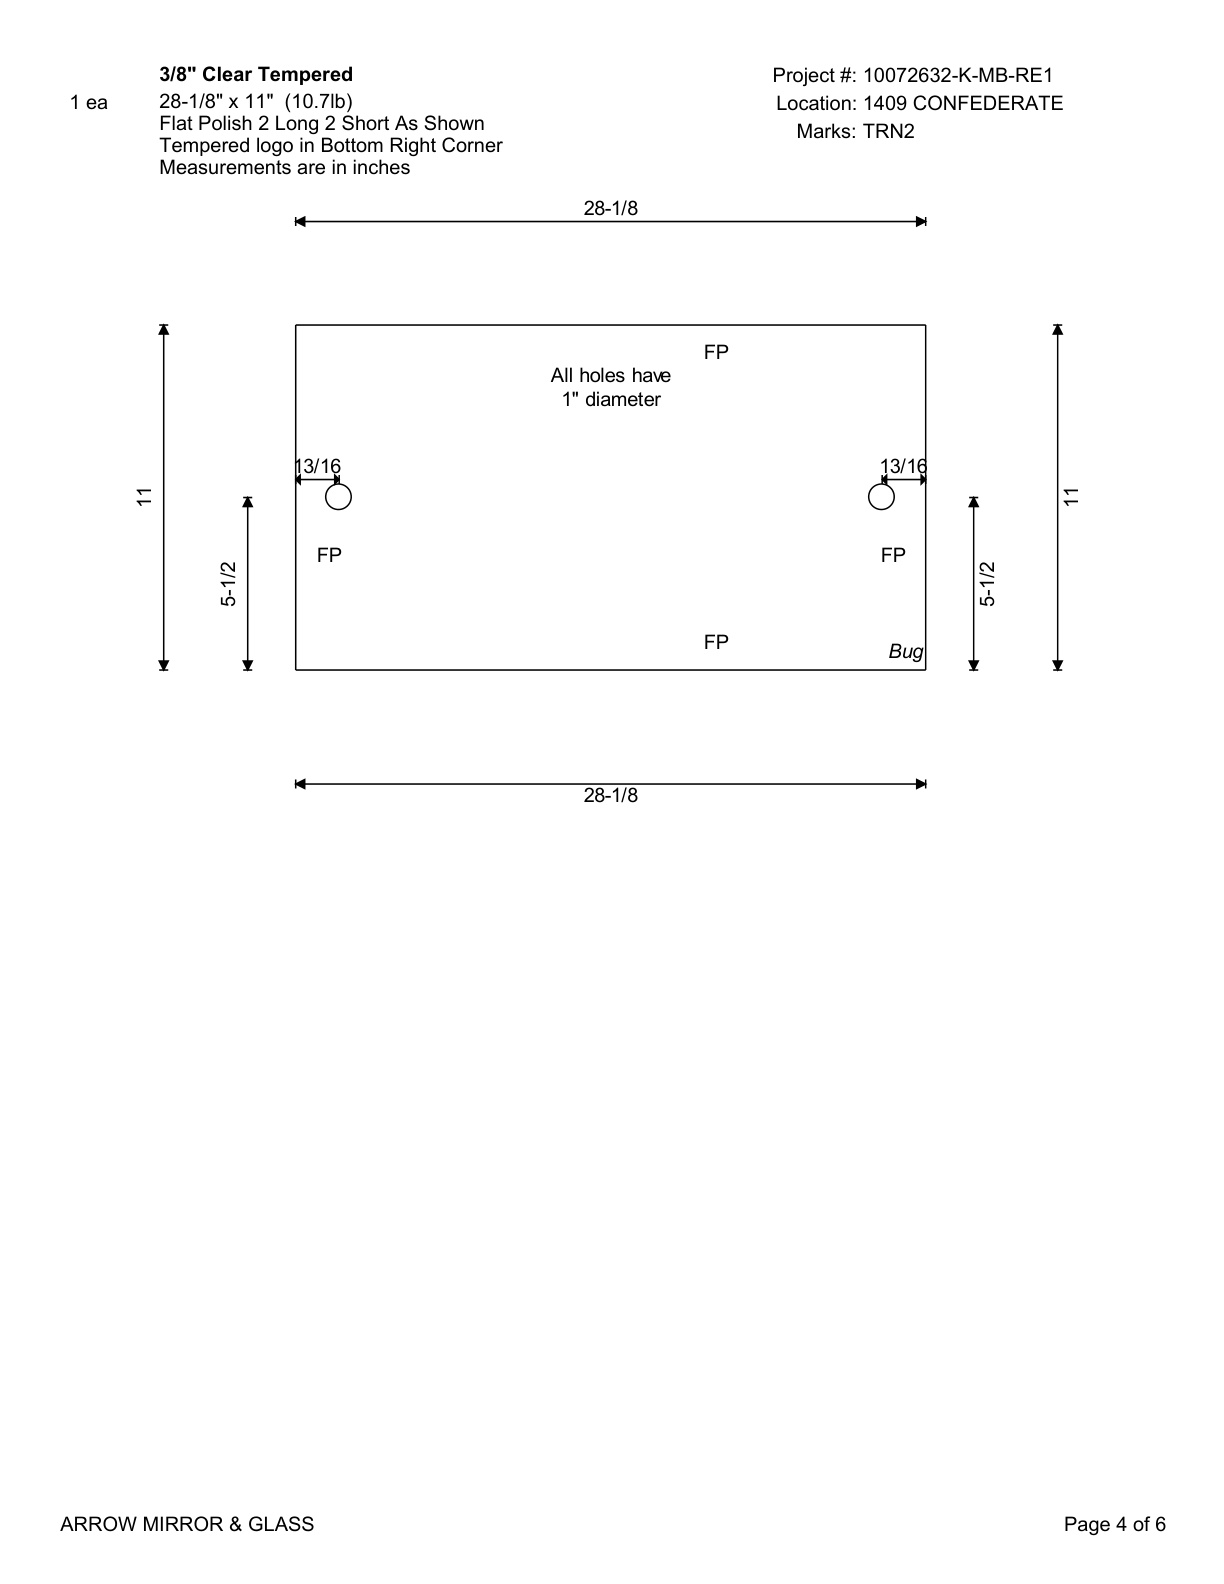 3/8" Clear Tempered
1 ea
28-1/8" x 11"  (10.7lb)
Flat Polish 2 Long 2 Short As Shown
Tempered logo in Bottom Right Corner
Measurements are in inches
Project #: 10072632-K-MB-RE1
Location: 1409 CONFEDERATE
Marks: TRN2
28-1/8
FP
All holes have
1" diameter
13/16
13/16
11
11
FP
FP
5-1/2
5-1/2
FP
Bug
28-1/8
ARROW MIRROR & GLASS
Page 4 of 6